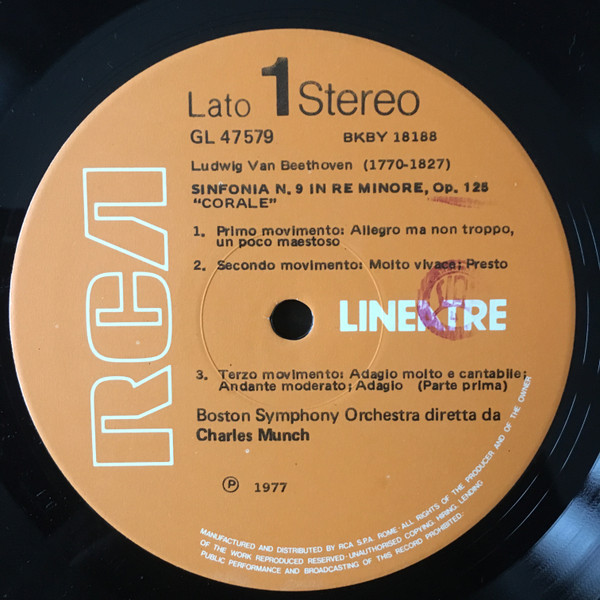 Lato 1 Stereo
GL 47579 BKBY 18188
Ludwig Van Beethoven (1770-1827)
SINFONIA N. 9 IN RE MINORE, Op. 125
"CORALE"
1. Primo movimento: Allegro ma non troppo,
un poco maestoso
2. Secondo movimento: Molto vivace; Presto
RCA
LINEATRE
3. Terzo movimento: Adagio molto e cantabile;
Andante moderato; Adagio (Parte prima)
Boston Symphony Orchestra diretta da
Charles Munch
℗ 1977
MANUFACTURED AND DISTRIBUTED BY RCA S.P.A. ROME·ALL RIGHTS OF THE PRODUCER AND OF THE OWNER
OF THE WORK REPRODUCED RESERVED·UNAUTHORISED COPYING, HIRING, LENDING
PUBLIC PERFORMANCE AND BROADCASTING OF THIS RECORD PROHIBITED·